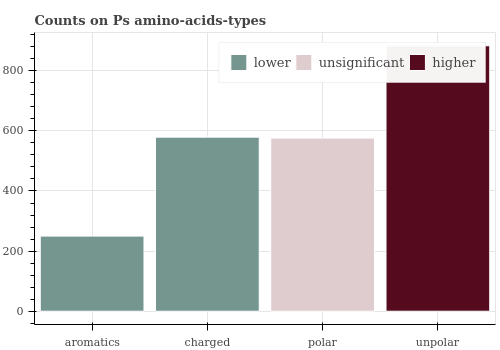 Counts on Ps amino-acids-types
lower unsignificant higher
800
600
400
200
0
aromatics charged polar unpolar